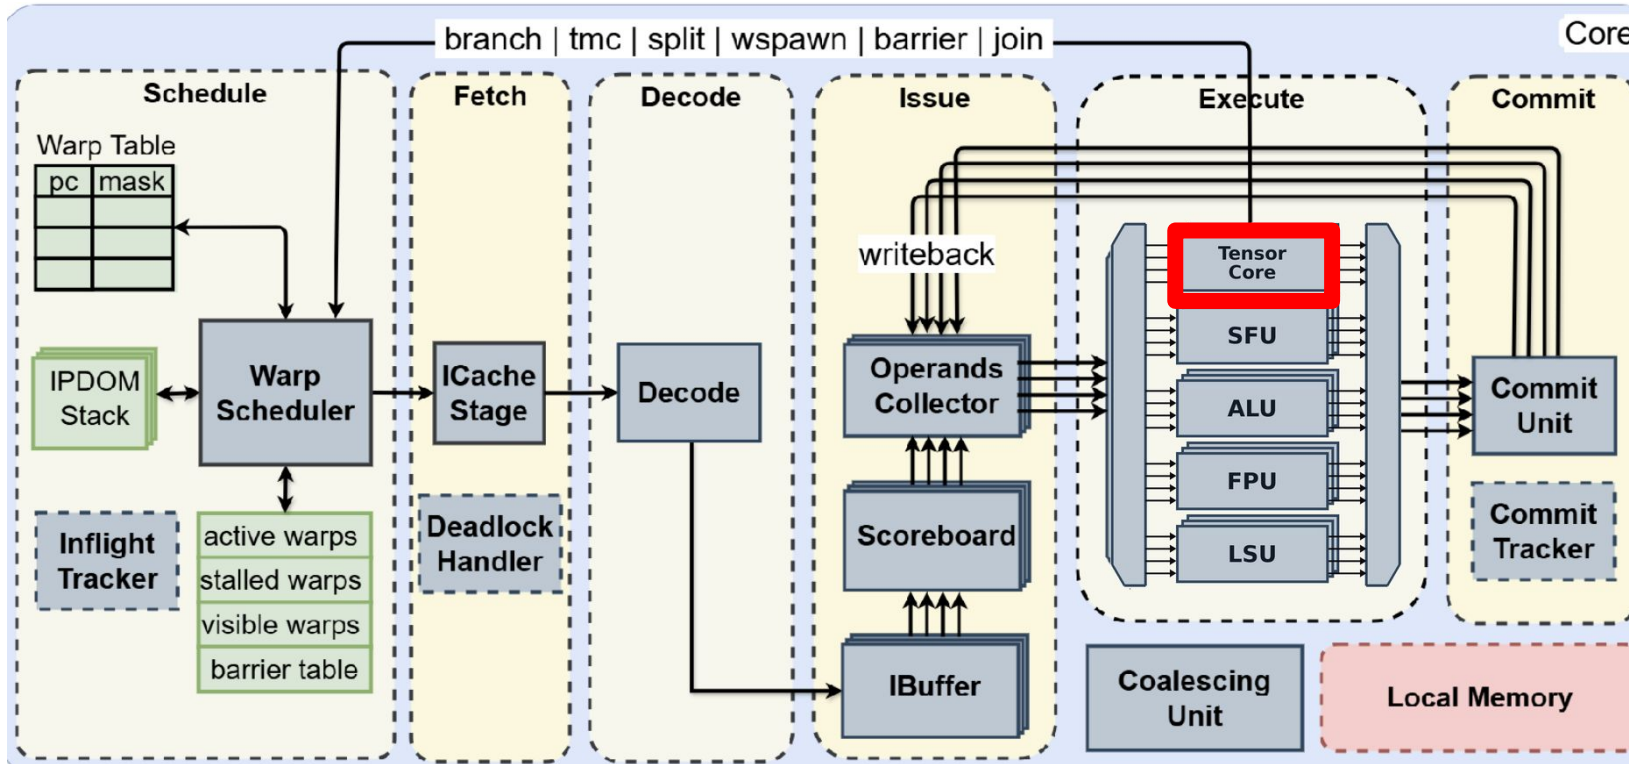 branch | tmc | split | wspawn | barrier | join
Core
Schedule
Warp Table
pc
mask
IPDOM
Stack
Warp
Scheduler
Inflight
Tracker
active warps
stalled warps
visible warps
barrier table
Fetch
ICache
Stage
Deadlock
Handler
Decode
Decode
Issue
writeback
Operands
Collector
Scoreboard
IBuffer
Execute
Tensor
Core
SFU
ALU
FPU
LSU
Commit
Commit
Unit
Commit
Tracker
Coalescing
Unit
Local Memory